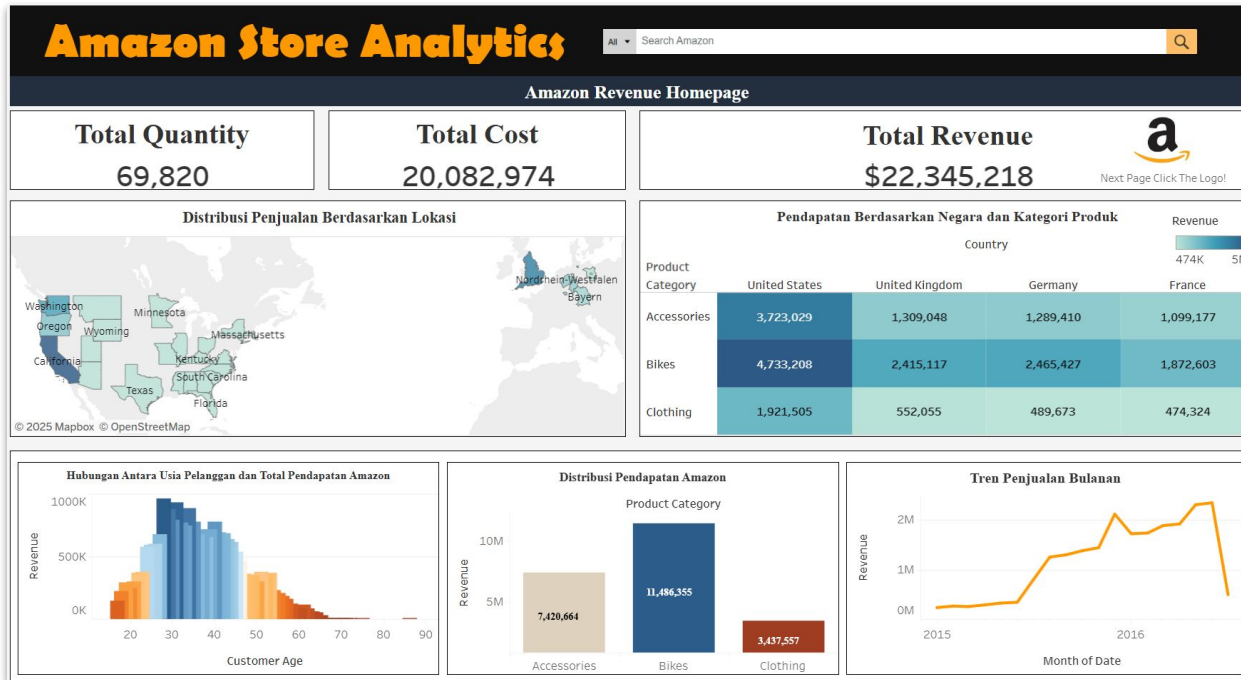 Amazon Store Analytics
All
Search Amazon
Amazon Revenue Homepage
Total Quantity
69,820
Total Cost
20,082,974
Total Revenue
$22,345,218
a
Next Page Click The Logo!
Distribusi Penjualan Berdasarkan Lokasi
Washington
Oregon
Wyoming
Minnesota
Massachusetts
California
Kentucky
South Carolina
Texas
Florida
Nordrhein-Westfalen
Bayern
© 2025 Mapbox © OpenStreetMap
Pendapatan Berdasarkan Negara dan Kategori Produk
Revenue
474K 5M
Country
Product
Category United States United Kingdom Germany France
Accessories 3,723,029 1,309,048 1,289,410 1,099,177
Bikes 4,733,208 2,415,117 2,465,427 1,872,603
Clothing 1,921,505 552,055 489,673 474,324
Hubungan Antara Usia Pelanggan dan Total Pendapatan Amazon
1000K
500K
0K
Revenue
20 30 40 50 60 70 80 90
Customer Age
Distribusi Pendapatan Amazon
Product Category
10M
5M
Revenue
7,420,664
11,486,355
3,437,557
Accessories Bikes Clothing
Tren Penjualan Bulanan
2M
1M
0M
Revenue
2015 2016
Month of Date